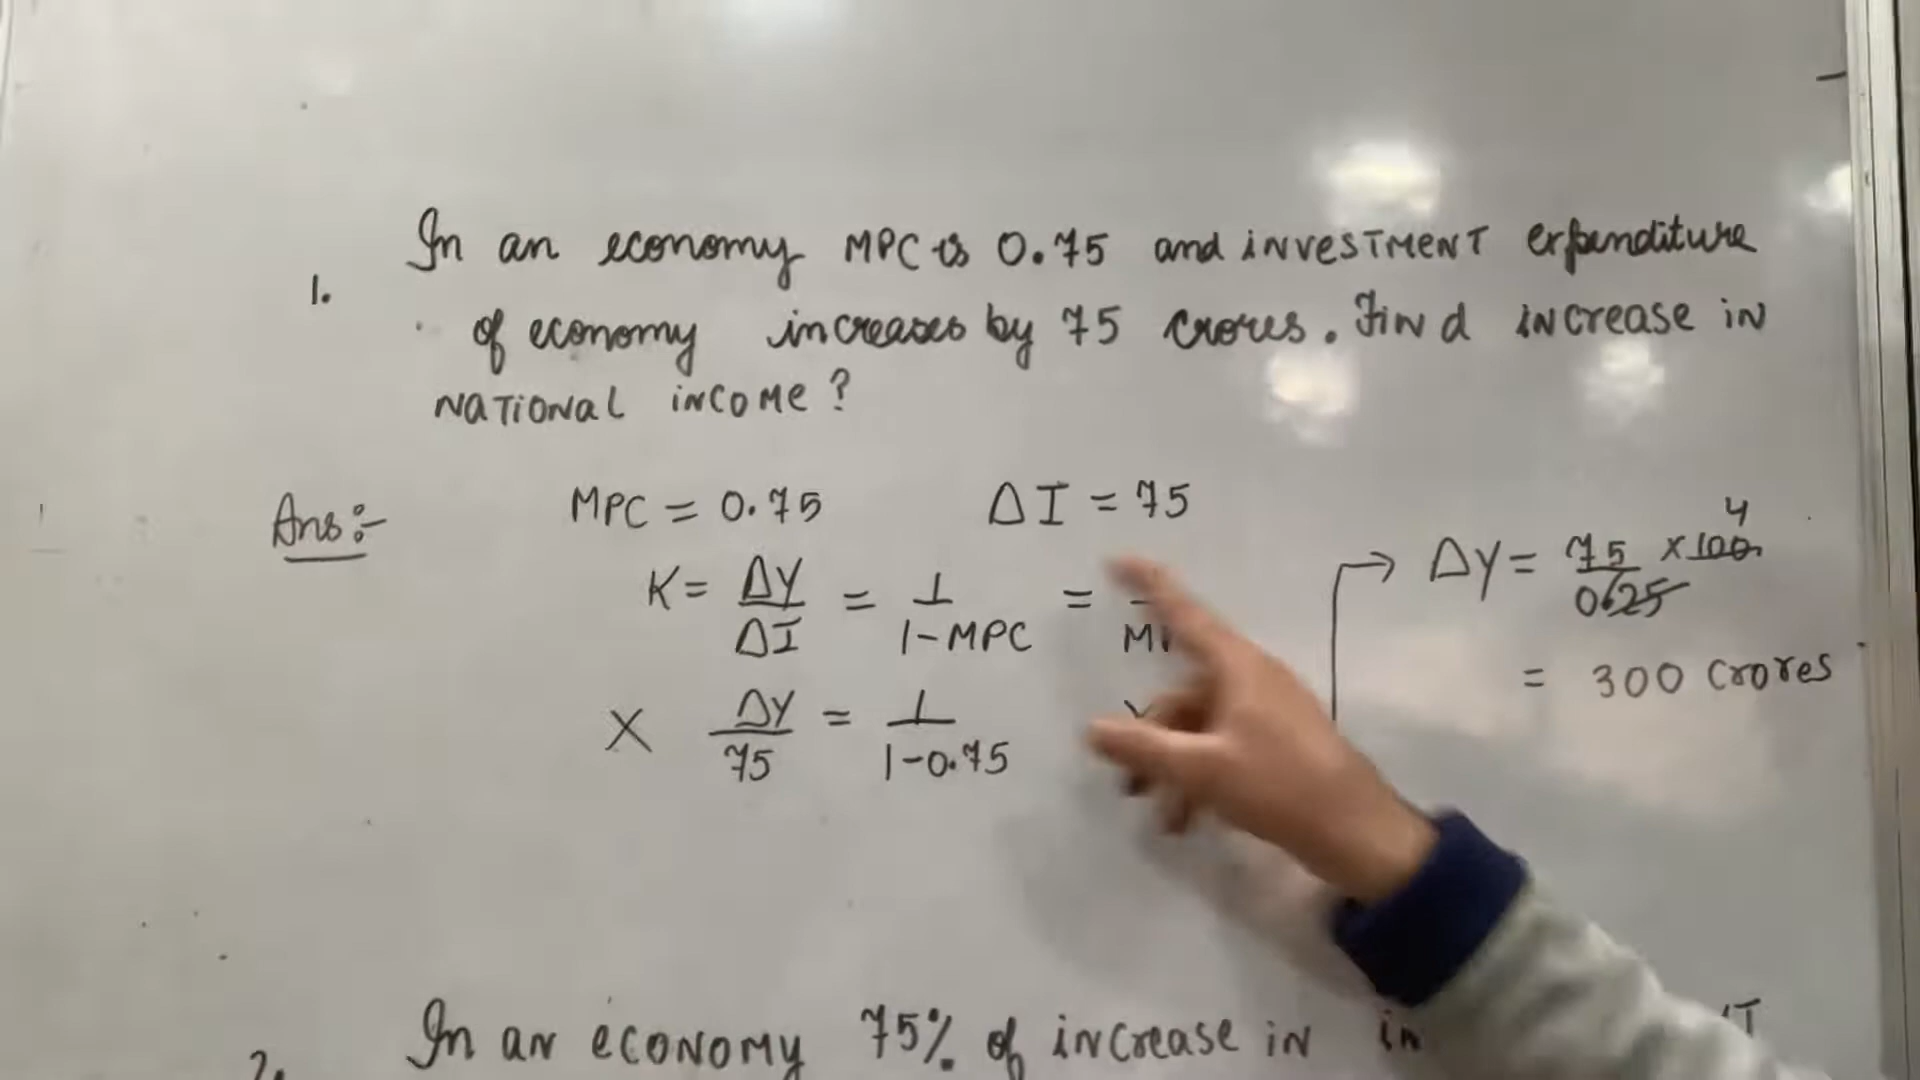 1. In an economy MPC is 0.75 and investment expenditure
of economy increases by 75 crores. Find increase in
national income?
Ans:-
MPC = 0.75 ΔI = 75
K = ΔY/ΔI = 1/1-MPC =
X ΔY/75 = 1/1-0.75
→ ΔY = 75/0.25 x 100 4
= 300 crores
2. In an economy 75% of increase in